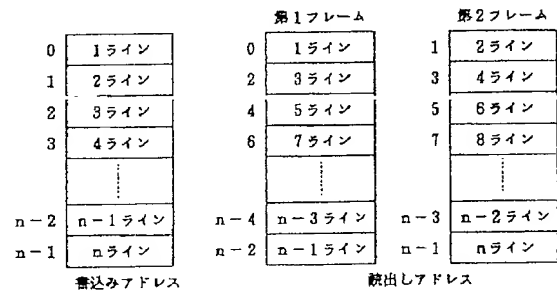 第1フレーム 第2フレーム
0 1ライン 0 1ライン 1 2ライン
1 2ライン 2 3ライン 3 4ライン
2 3ライン 4 5ライン 5 6ライン
3 4ライン 6 7ライン 7 8ライン
n-2 n-1ライン n-4 n-3ライン n-3 n-2ライン
n-1 nライン n-2 n-1ライン n-1 nライン
書込みアドレス 読出しアドレス